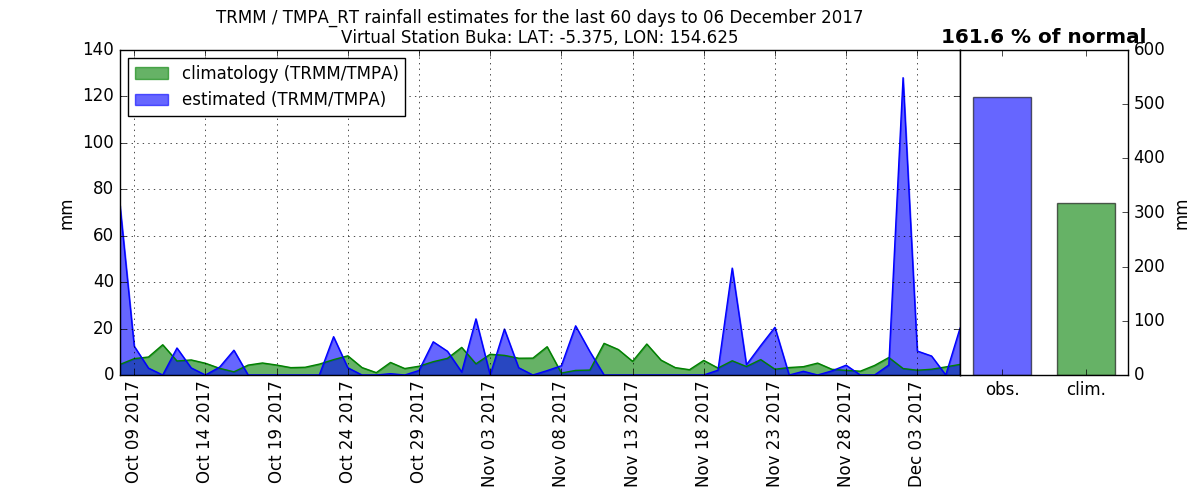 TRMM / TMPA_RT rainfall estimates for the last 60 days to 06 December 2017
Virtual Station Buka: LAT: -5.375, LON: 154.625
161.6 % of normal
climatology (TRMM/TMPA)
estimated (TRMM/TMPA)
140
120
100
80
60
40
20
0
mm
600
500
400
300
200
100
0
mm
Oct 09 2017
Oct 14 2017
Oct 19 2017
Oct 24 2017
Oct 29 2017
Nov 03 2017
Nov 08 2017
Nov 13 2017
Nov 18 2017
Nov 23 2017
Nov 28 2017
Dec 03 2017
obs.
clim.